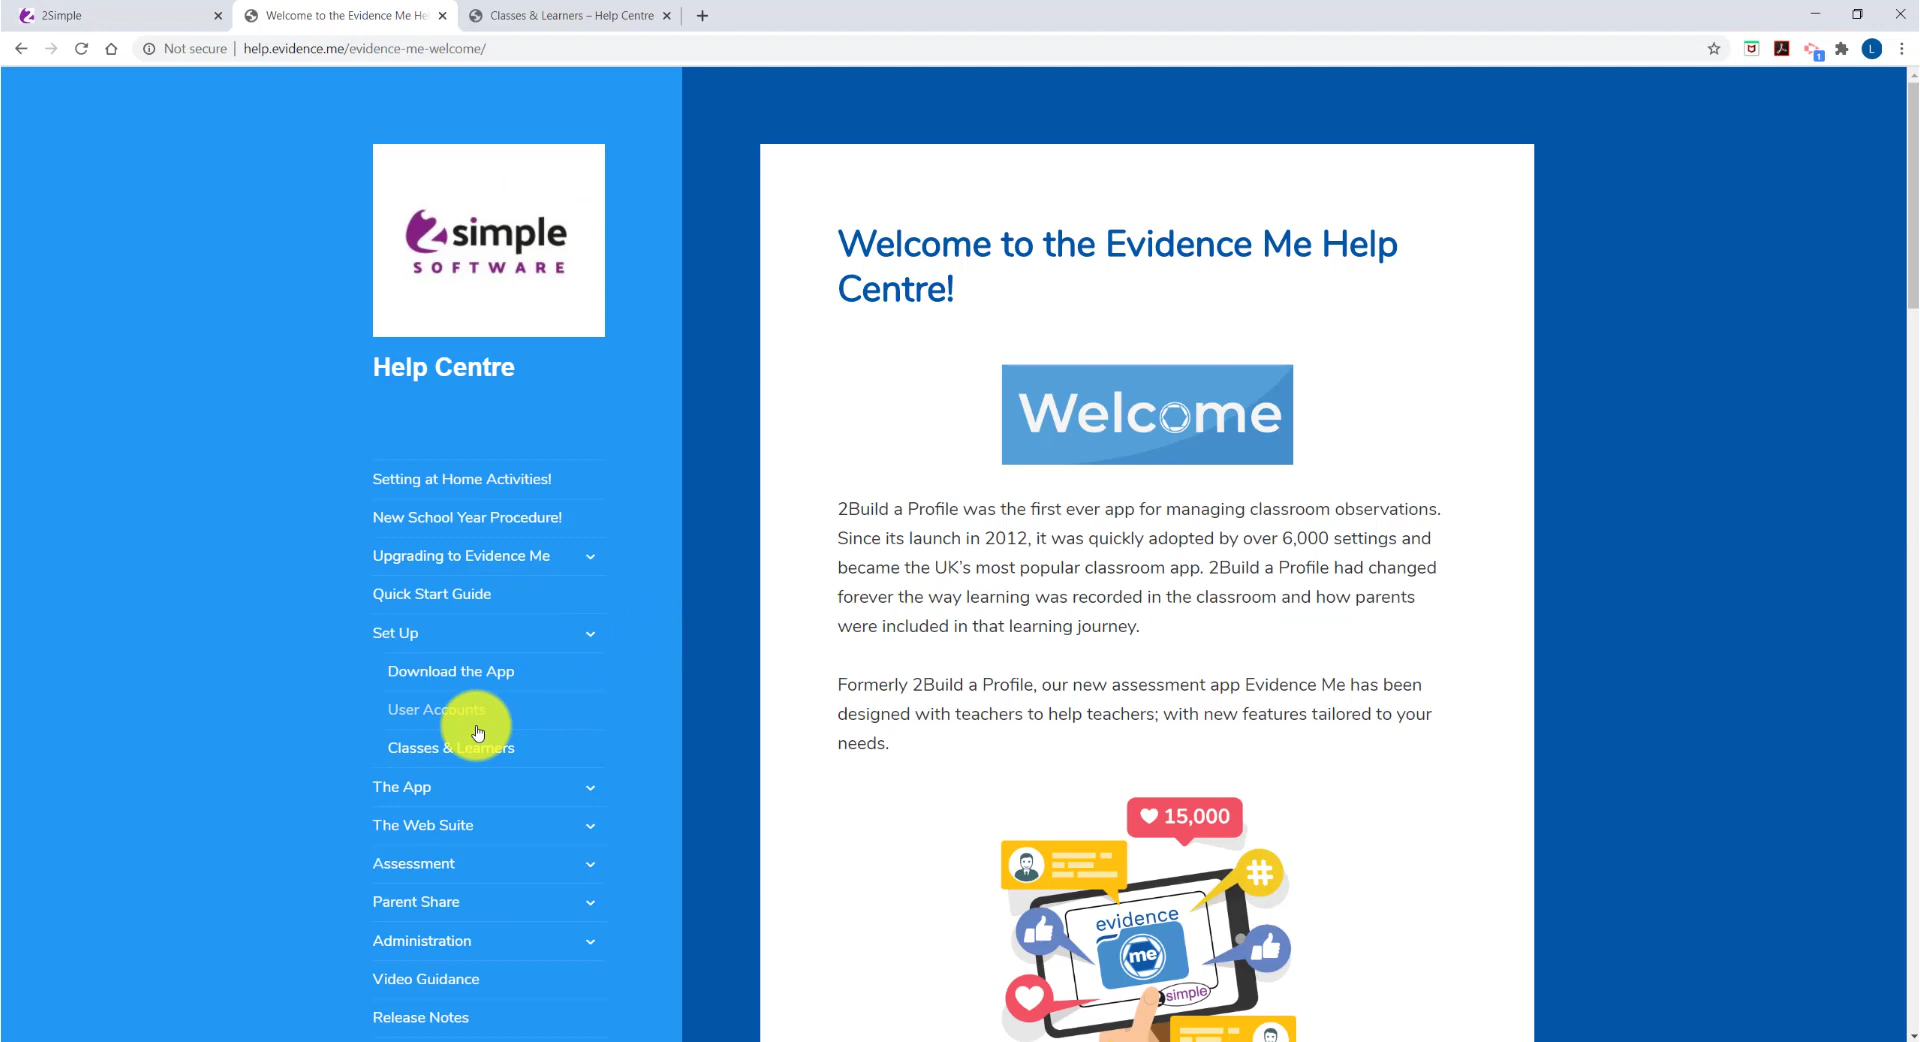 2Simple
Welcome to the Evidence Me He
Classes & Learners – Help Centre
Not secure | help.evidence.me/evidence-me-welcome/
L
1
2simple
SOFTWARE
Help Centre
Setting at Home Activities!
New School Year Procedure!
Upgrading to Evidence Me
Quick Start Guide
Set Up
Download the App
User Accounts
Classes & Learners
The App
The Web Suite
Assessment
Parent Share
Administration
Video Guidance
Release Notes
Welcome to the Evidence Me Help
Centre!
Welcome
2Build a Profile was the first ever app for managing classroom observations.
Since its launch in 2012, it was quickly adopted by over 6,000 settings and
became the UK's most popular classroom app. 2Build a Profile had changed
forever the way learning was recorded in the classroom and how parents
were included in that learning journey.
Formerly 2Build a Profile, our new assessment app Evidence Me has been
designed with teachers to help teachers; with new features tailored to your
needs.
15,000
#
evidence
me
simple